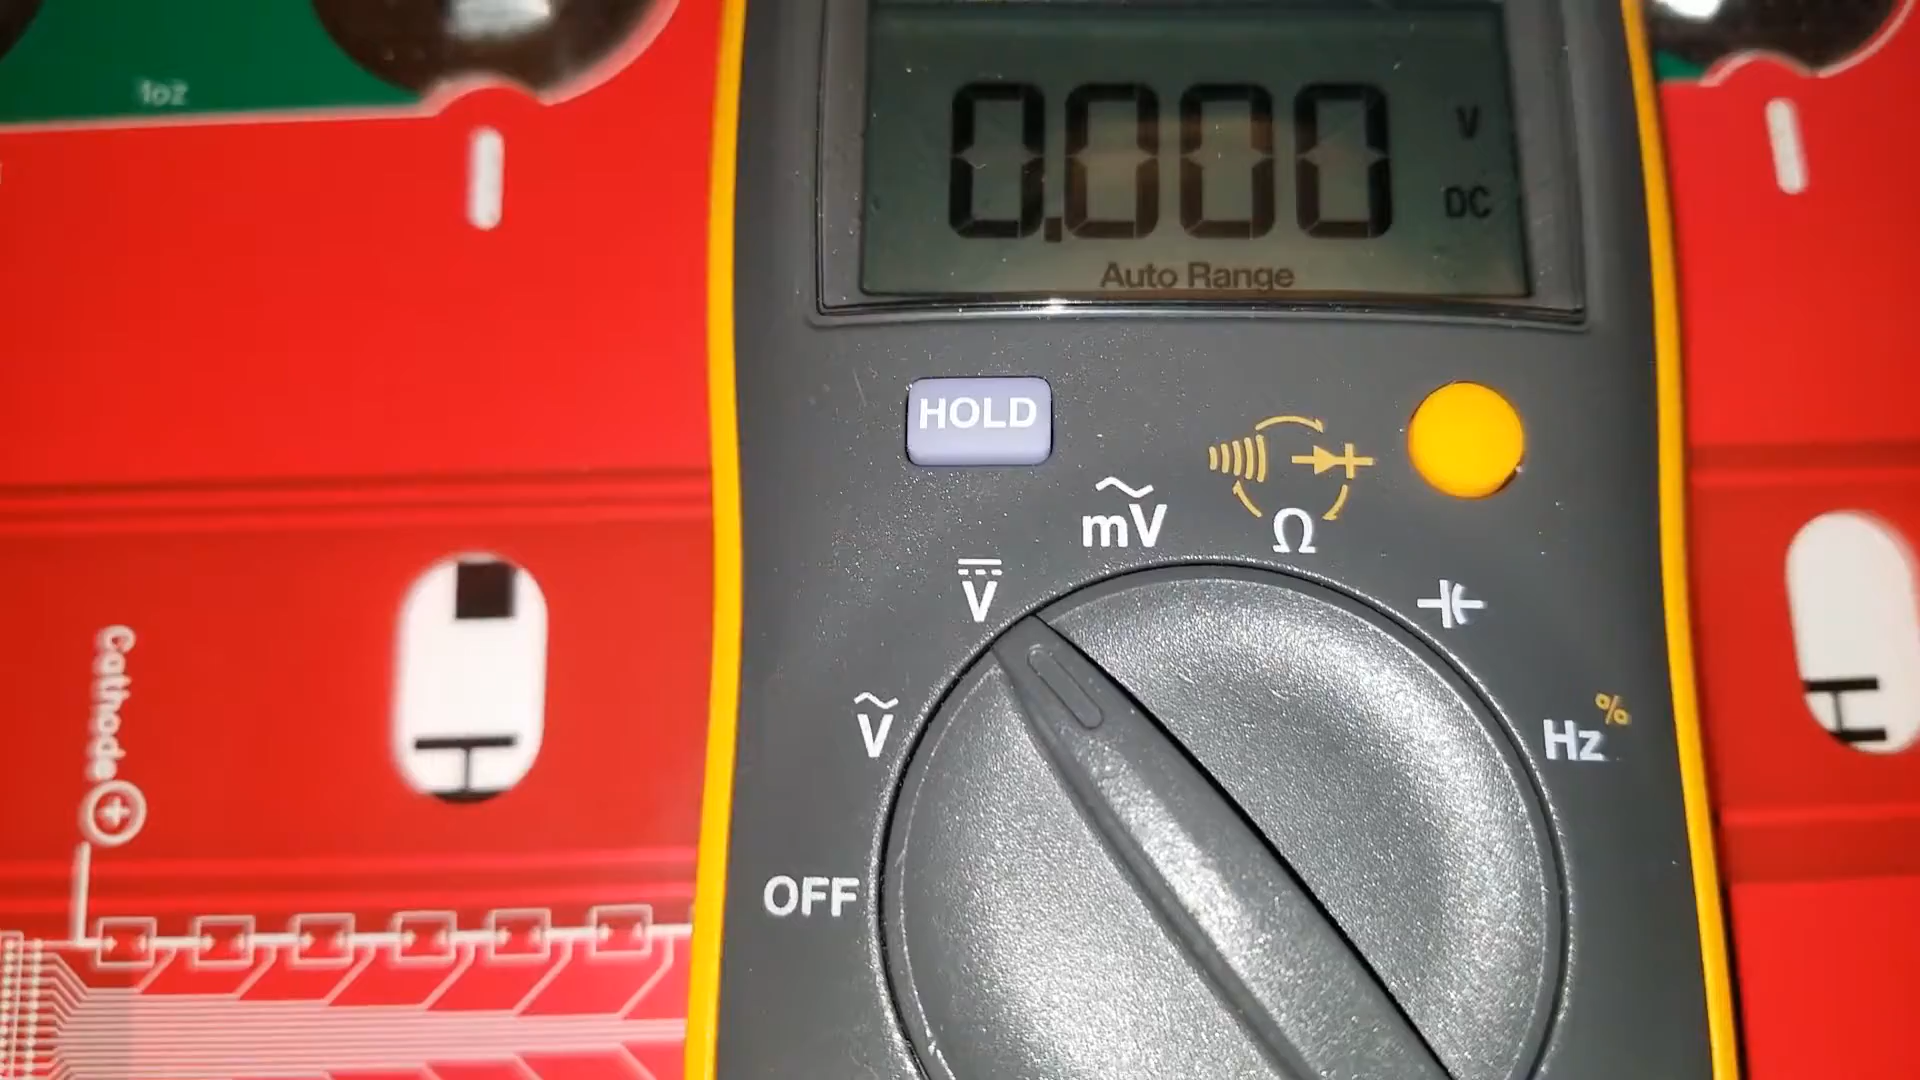 1oz
0.000
V
DC
Auto Range
HOLD
mV
Ω
V
V
Hz
%
OFF
Cathode